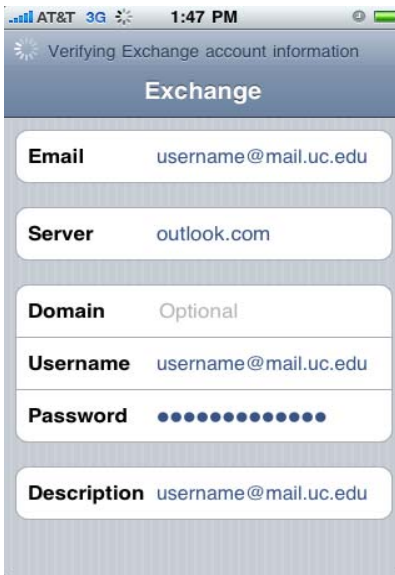 AT&T 3G 1:47 PM
Verifying Exchange account information
Exchange
Email username@mail.uc.edu
Server outlook.com
Domain Optional
Username username@mail.uc.edu
Password ●●●●●●●●●●●●●
Description username@mail.uc.edu